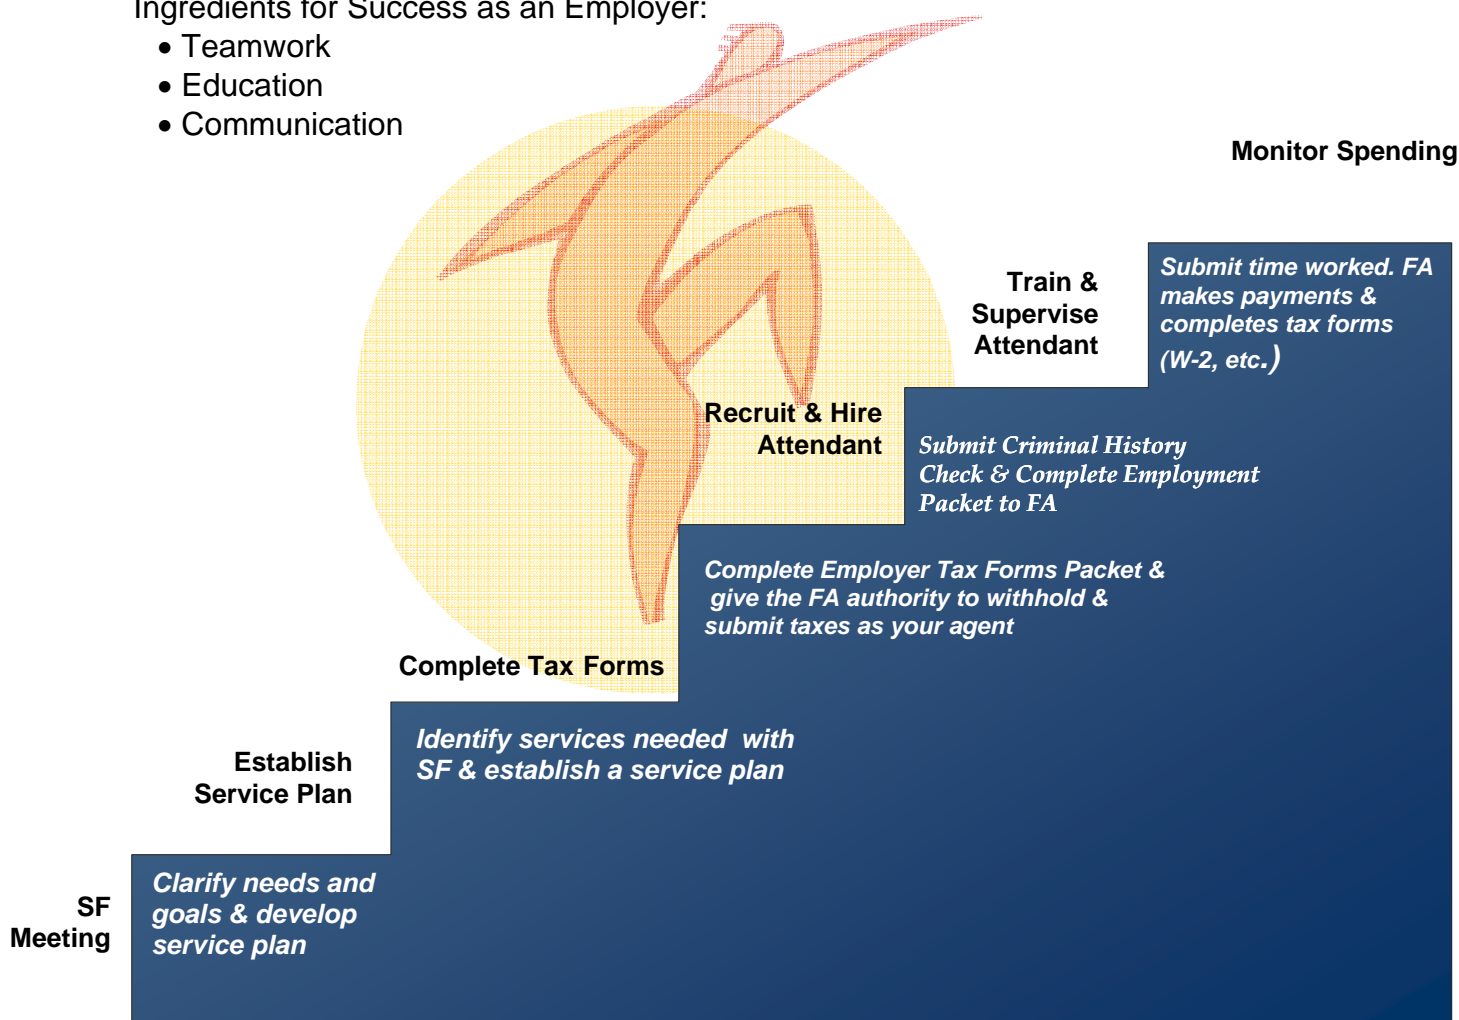 Ingredients for Success as an Employer:
• Teamwork
• Education
• Communication
Monitor Spending
Submit time worked. FA
makes payments &
completes tax forms
(W-2, etc.)
Train &
Supervise
Attendant
Recruit & Hire
Attendant
Submit Criminal History
Check & Complete Employment
Packet to FA
Complete Employer Tax Forms Packet &
give the FA authority to withhold &
submit taxes as your agent
Complete Tax Forms
Identify services needed with
SF & establish a service plan
Establish
Service Plan
Clarify needs and
goals & develop
service plan
SF
Meeting